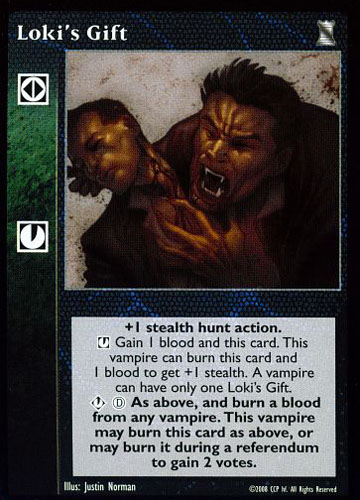 Loki's Gift
+1 stealth hunt action.
Gain 1 blood and this card. This
vampire can burn this card and
1 blood to get +1 stealth. A vampire
can have only one Loki's Gift.
D As above, and burn a blood
from any vampire. This vampire
may burn this card as above, or
may burn it during a referendum
to gain 2 votes.
Illus: Justin Norman ©2008 CCP hf. All Rights Reserved